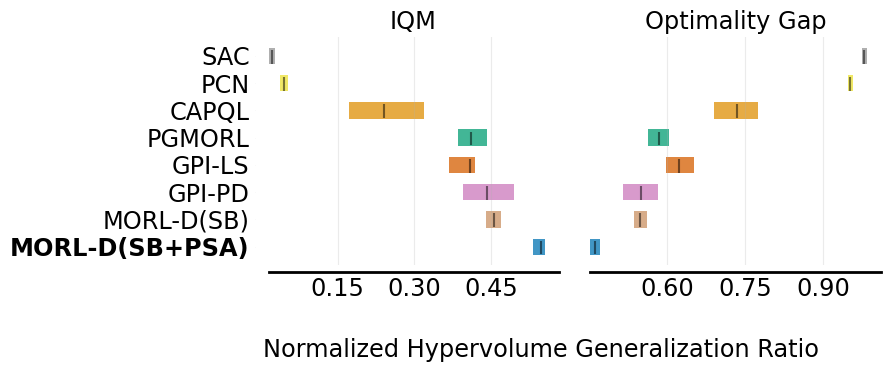 IQM
Optimality Gap
SAC
PCN
CAPQL
PGMORL
GPI-LS
GPI-PD
MORL-D(SB)
MORL-D(SB+PSA)
0.15 0.30 0.45
0.60 0.75 0.90
Normalized Hypervolume Generalization Ratio